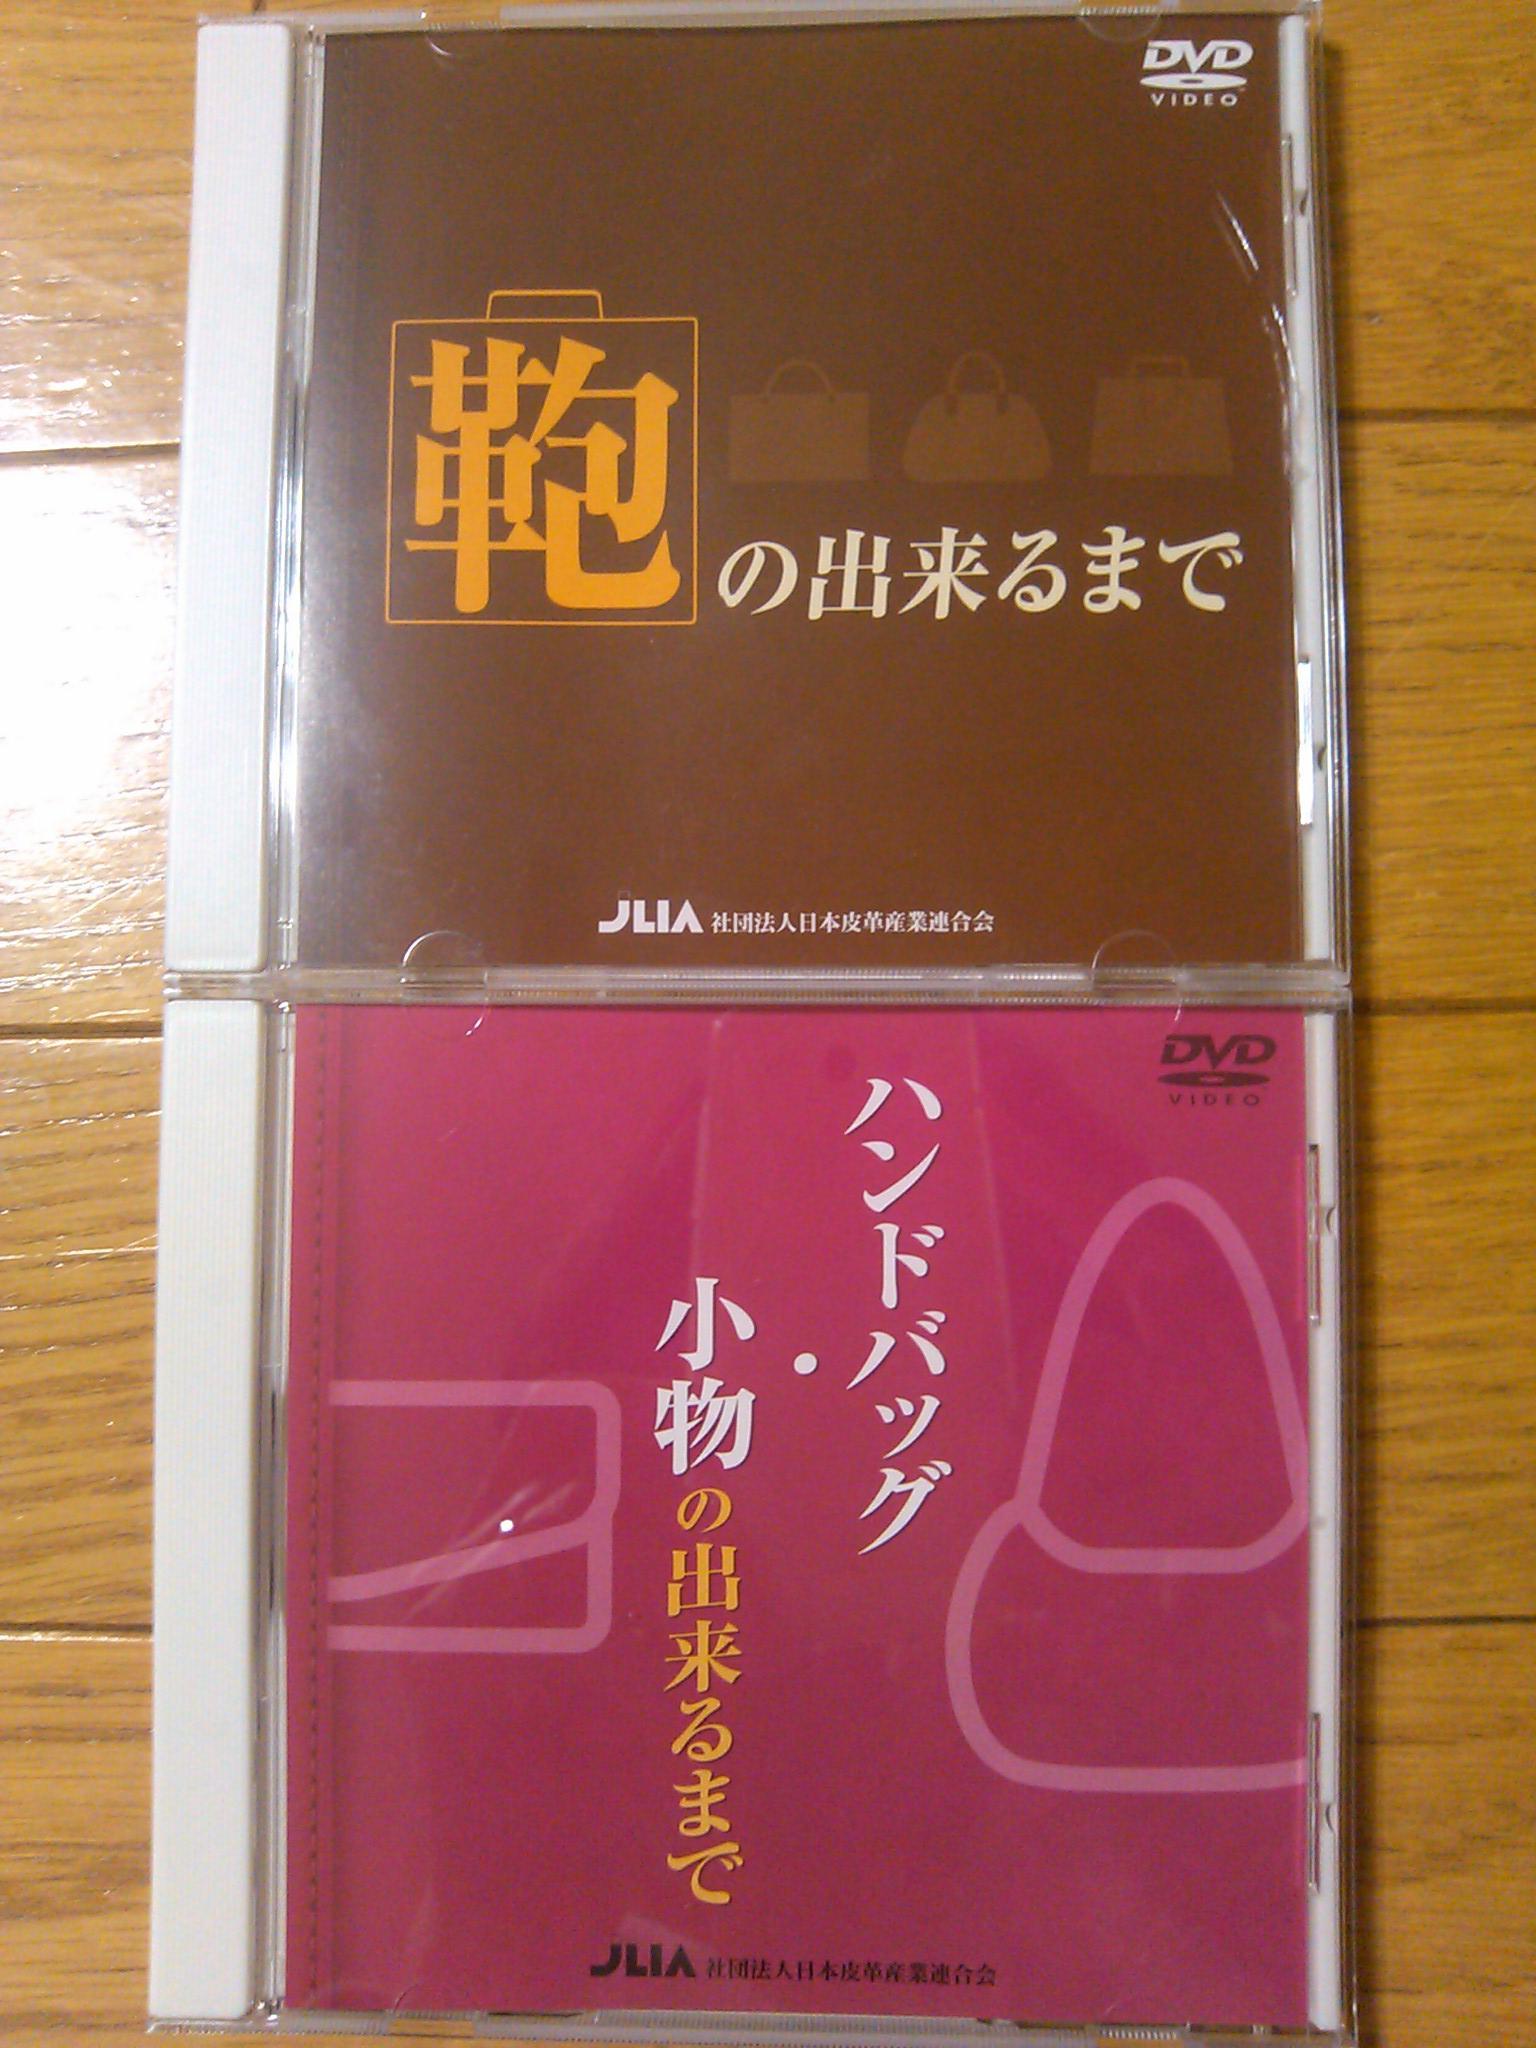 DVD
VIDEO
鞄の出来るまで
JLIA 社団法人日本皮革産業連合会
DVD
VIDEO
ハンドバッグ
・
小物の出来るまで
JLIA 社団法人日本皮革産業連合会